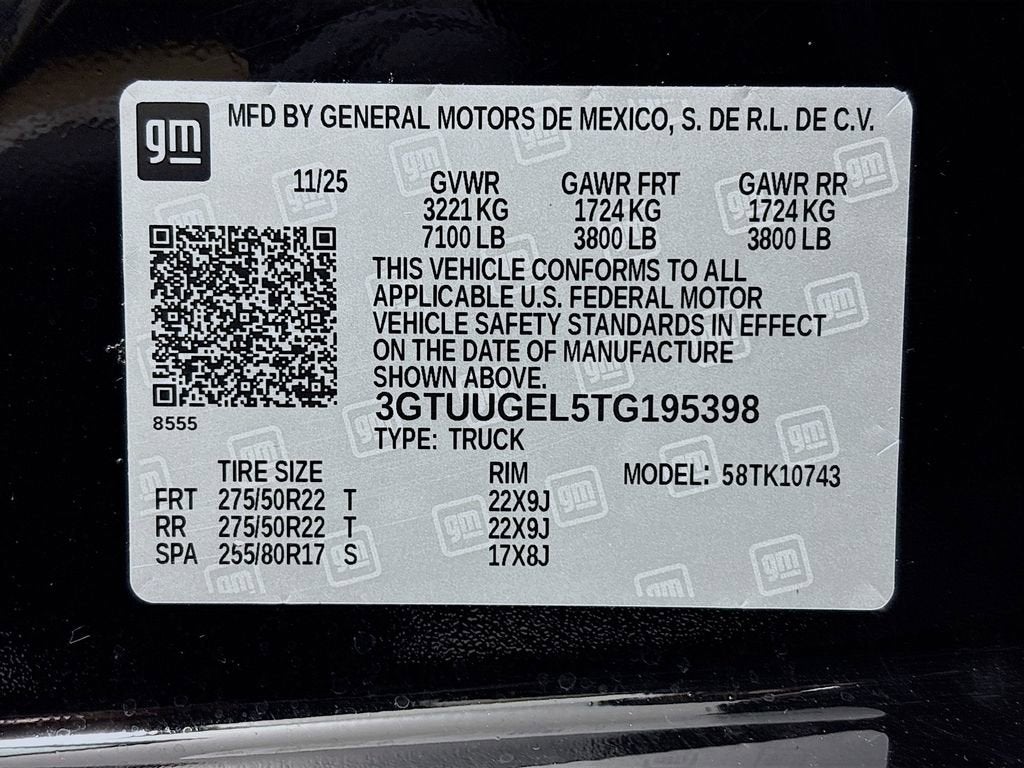 gm MFD BY GENERAL MOTORS DE MEXICO, S. DE R.L. DE C.V.
11/25 GVWR GAWR FRT GAWR RR
3221 KG 1724 KG 1724 KG
7100 LB 3800 LB 3800 LB
THIS VEHICLE CONFORMS TO ALL
APPLICABLE U.S. FEDERAL MOTOR
VEHICLE SAFETY STANDARDS IN EFFECT
ON THE DATE OF MANUFACTURE
SHOWN ABOVE.
3GTUUGEL5TG195398
8555
TYPE: TRUCK
TIRE SIZE RIM MODEL: 58TK10743
FRT 275/50R22 T 22X9J
RR 275/50R22 T 22X9J
SPA 255/80R17 S 17X8J